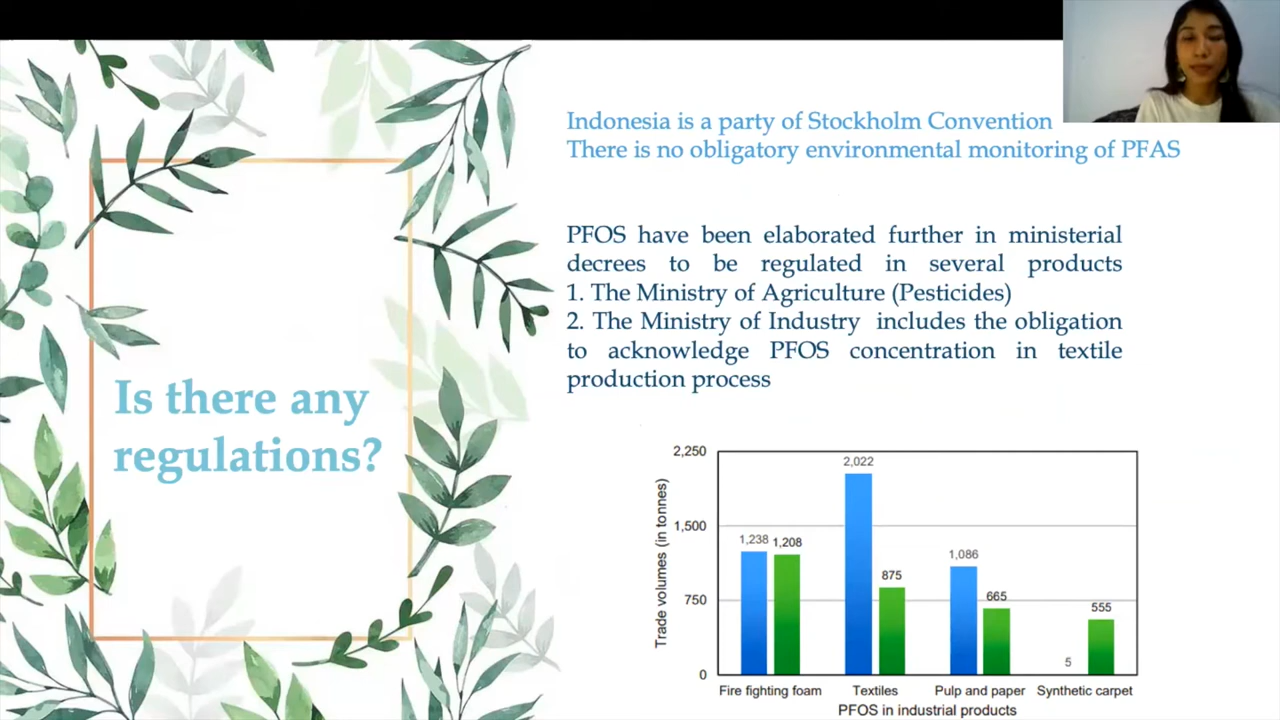 Indonesia is a party of Stockholm Convention
There is no obligatory environmental monitoring of PFAS
PFOS have been elaborated further in ministerial
decrees to be regulated in several products
1. The Ministry of Agriculture (Pesticides)
2. The Ministry of Industry includes the obligation
to acknowledge PFOS concentration in textile
production process
Is there any
regulations?
Trade volumes (in tonnes)
2,250
1,500
750
0
1,238
1,208
2,022
875
1,086
665
5
555
Fire fighting foam
Textiles
Pulp and paper
Synthetic carpet
PFOS in industrial products